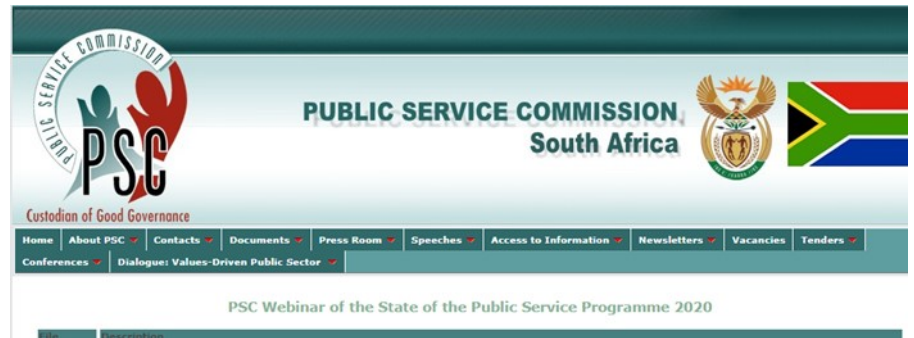 PUBLIC SERVICE COMMISSION
PSC
Custodian of Good Governance
PUBLIC SERVICE COMMISSION
South Africa
Home About PSC Contacts Documents Press Room Speeches Access to Information Newsletters Vacancies Tenders
Conferences Dialogue: Values-Driven Public Sector
PSC Webinar of the State of the Public Service Programme 2020
File Description